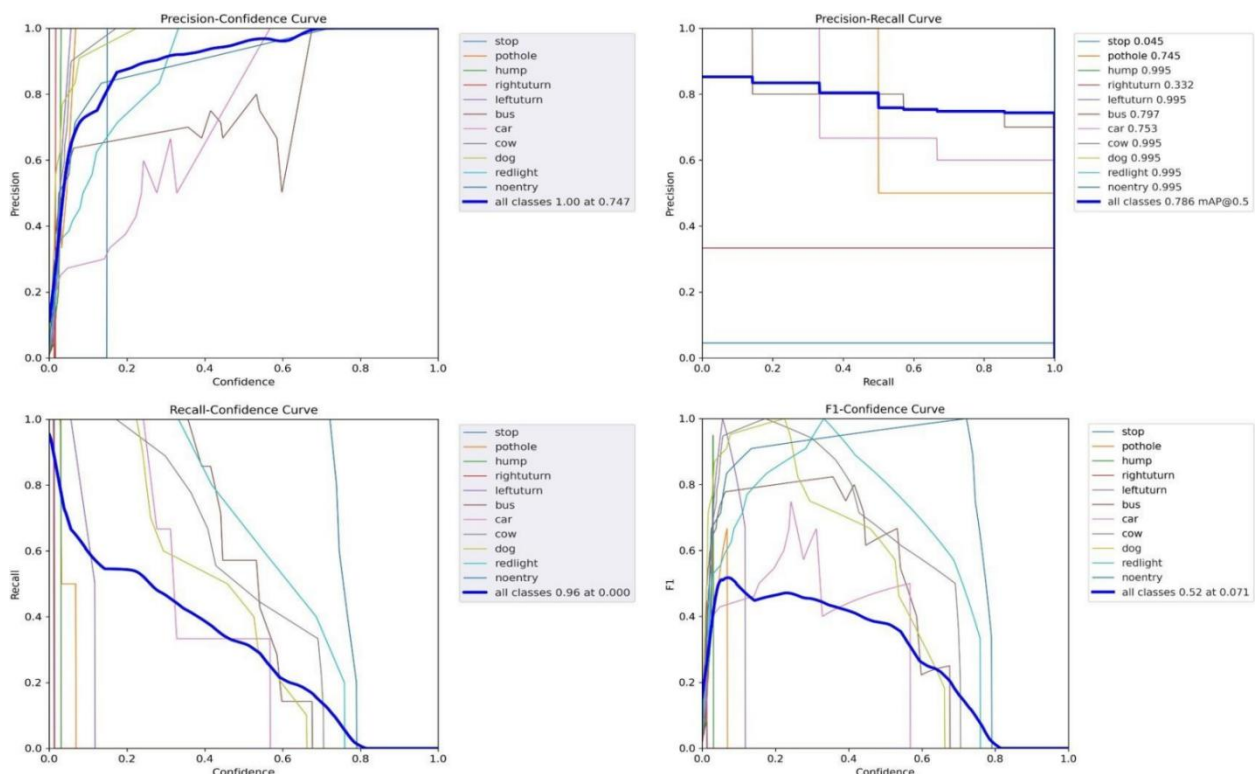 Precision-Confidence Curve
1.0
0.8
0.6
0.4
0.2
0.0
Precision
0.0 0.2 0.4 0.6 0.8 1.0
Confidence
stop
pothole
hump
rightuturn
leftuturn
bus
car
cow
dog
redlight
noentry
all classes 1.00 at 0.747
Precision-Recall Curve
1.0
0.8
0.6
0.4
0.2
0.0
Precision
0.0 0.2 0.4 0.6 0.8 1.0
Recall
stop 0.045
pothole 0.745
hump 0.995
rightuturn 0.332
leftuturn 0.995
bus 0.797
car 0.753
cow 0.995
dog 0.995
redlight 0.995
noentry 0.995
all classes 0.786 mAP@0.5
Recall-Confidence Curve
1.0
0.8
0.6
0.4
0.2
0.0
Recall
0.0 0.2 0.4 0.6 0.8 1.0
Confidence
stop
pothole
hump
rightuturn
leftuturn
bus
car
cow
dog
redlight
noentry
all classes 0.96 at 0.000
F1-Confidence Curve
1.0
0.8
0.6
0.4
0.2
0.0
F1
0.0 0.2 0.4 0.6 0.8 1.0
Confidence
stop
pothole
hump
rightuturn
leftuturn
bus
car
cow
dog
redlight
noentry
all classes 0.52 at 0.071